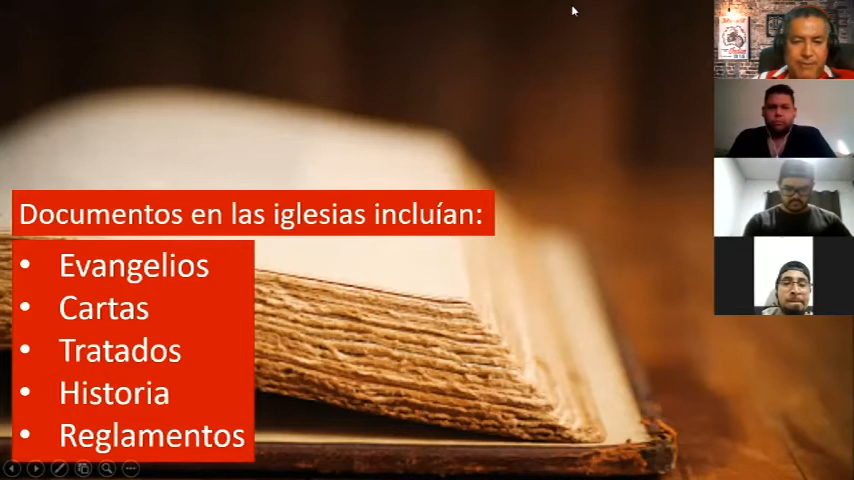 Documentos en las iglesias incluían:
• Evangelios
• Cartas
• Tratados
• Historia
• Reglamentos